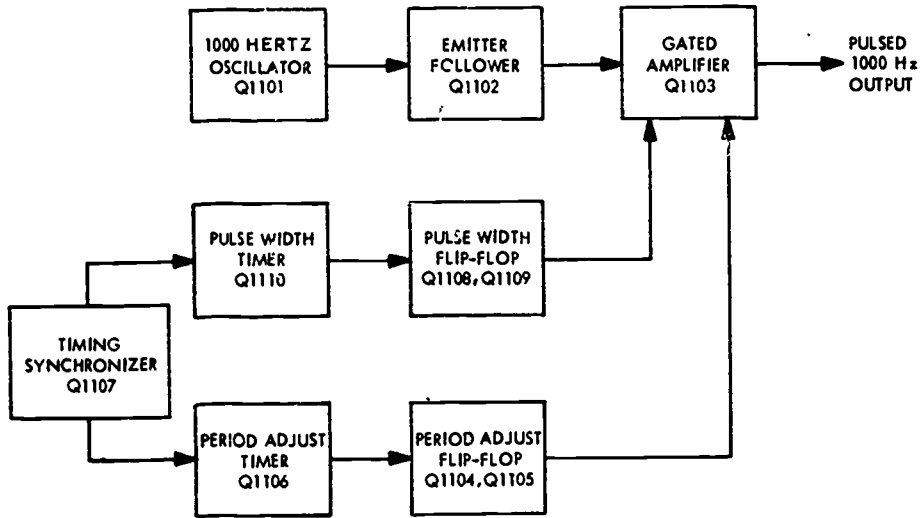 1000 HERTZ
OSCILLATOR
Q1101
EMITTER
FOLLOWER
Q1102
GATED
AMPLIFIER
Q1103
PULSED
1000 Hz
OUTPUT
PULSE WIDTH
TIMER
Q1110
PULSE WIDTH
FLIP-FLOP
Q1108, Q1109
TIMING
SYNCHRONIZER
Q1107
PERIOD ADJUST
TIMER
Q1106
PERIOD ADJUST
FLIP-FLOP
Q1104, Q1105